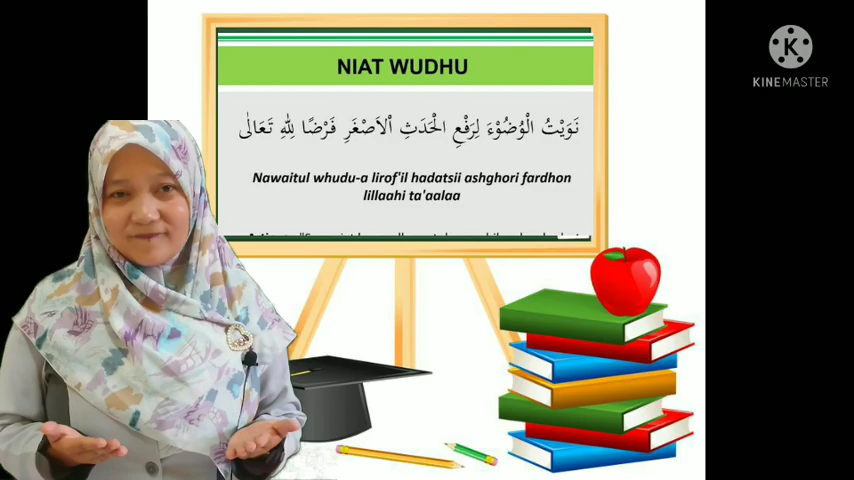 NIAT WUDHU
نَوَيْتُ الْوُضُوْءَ لِرَفْعِ الْحَدَثِ اْلاَصْغَرِ فَرْضًا لِلّٰهِ تَعَالٰى
Nawaitul whudu-a lirof'il hadatsii ashghori fardhon
lillaahi ta'aalaa
K
KINEMASTER